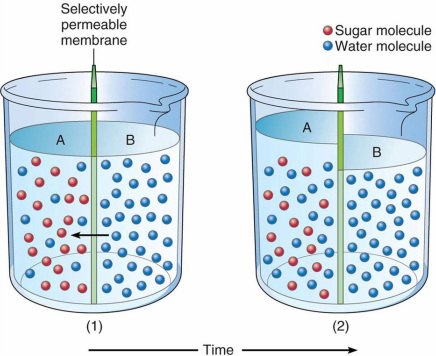 Selectively
permeable
membrane
Sugar molecule
Water molecule
A
B
A
B
(1)
(2)
Time